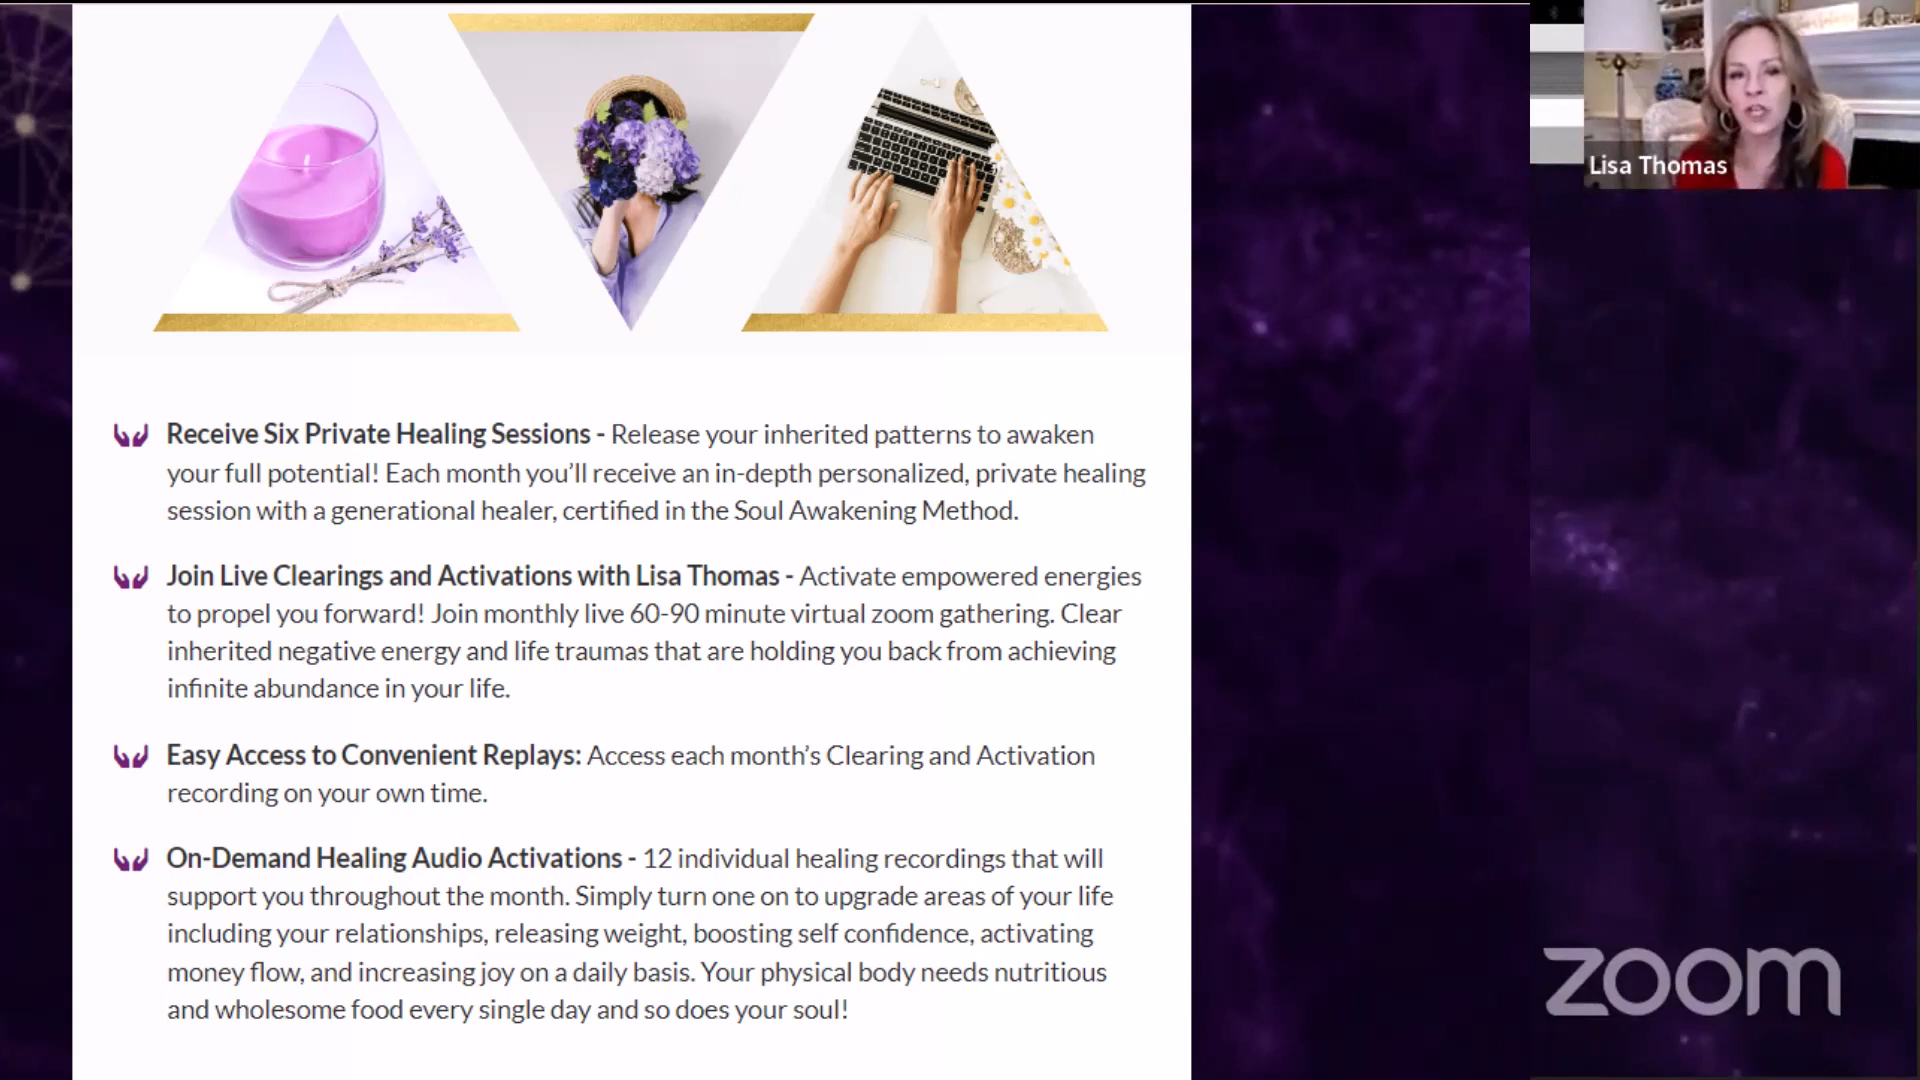 Lisa Thomas
Receive Six Private Healing Sessions - Release your inherited patterns to awaken
your full potential! Each month you’ll receive an in-depth personalized, private healing
session with a generational healer, certified in the Soul Awakening Method.
Join Live Clearings and Activations with Lisa Thomas - Activate empowered energies
to propel you forward! Join monthly live 60-90 minute virtual zoom gathering. Clear
inherited negative energy and life traumas that are holding you back from achieving
infinite abundance in your life.
Easy Access to Convenient Replays: Access each month’s Clearing and Activation
recording on your own time.
On-Demand Healing Audio Activations - 12 individual healing recordings that will
support you throughout the month. Simply turn one on to upgrade areas of your life
including your relationships, releasing weight, boosting self confidence, activating
money flow, and increasing joy on a daily basis. Your physical body needs nutritious
and wholesome food every single day and so does your soul!
zoom